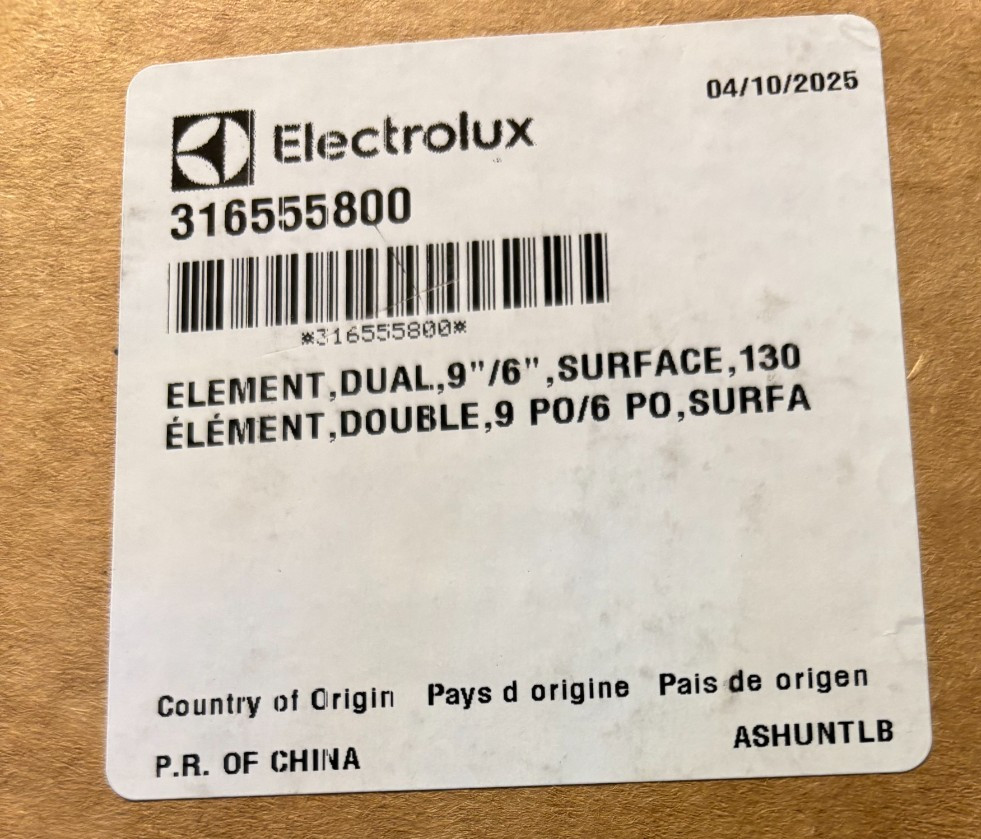 04/10/2025
Electrolux
316555800
*316555800*
ELEMENT,DUAL,9"/6",SURFACE,130
ÉLÉMENT,DOUBLE,9 PO/6 PO,SURFA
Country of Origin Pays d origine Pais de origen
P.R. OF CHINA
ASHUNTLB